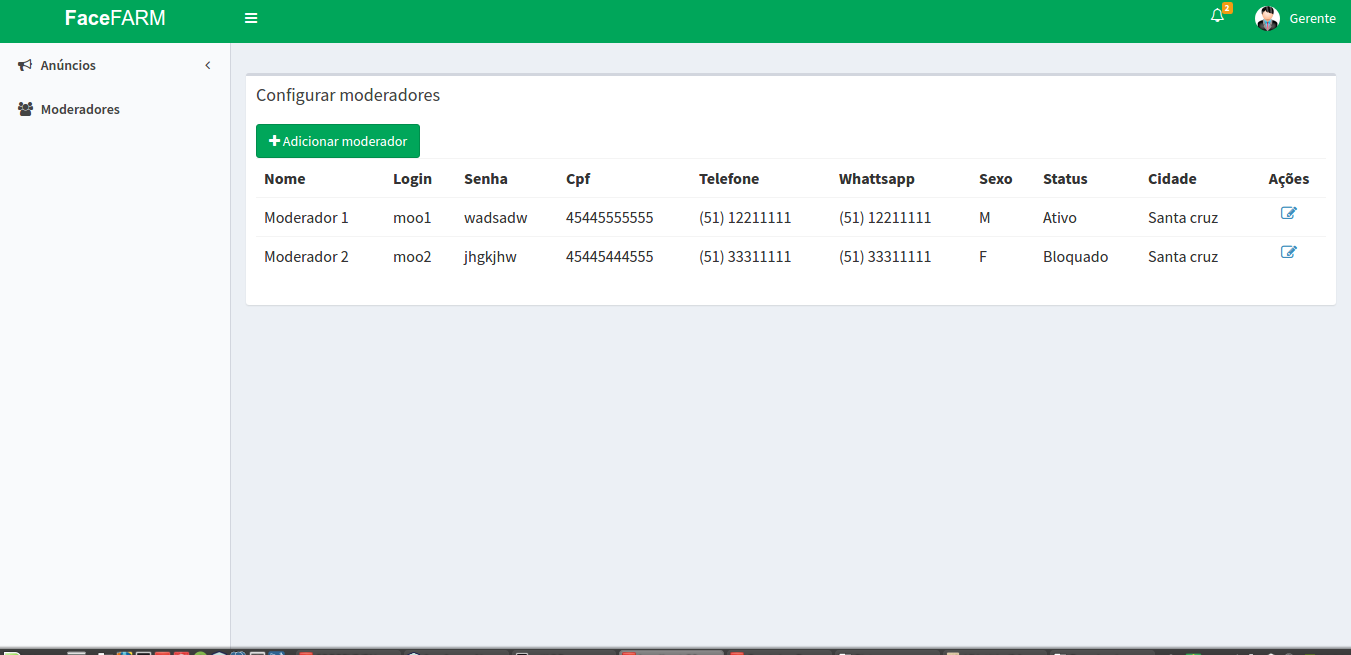 FaceFARM
2
Gerente
Anúncios
Moderadores
Configurar moderadores
Adicionar moderador
Nome Login Senha Cpf Telefone Whattsapp Sexo Status Cidade Ações
Moderador 1 moo1 wadsadw 45445555555 (51) 12211111 (51) 12211111 M Ativo Santa cruz
Moderador 2 moo2 jhgkjhw 45445444555 (51) 33311111 (51) 33311111 F Bloquado Santa cruz